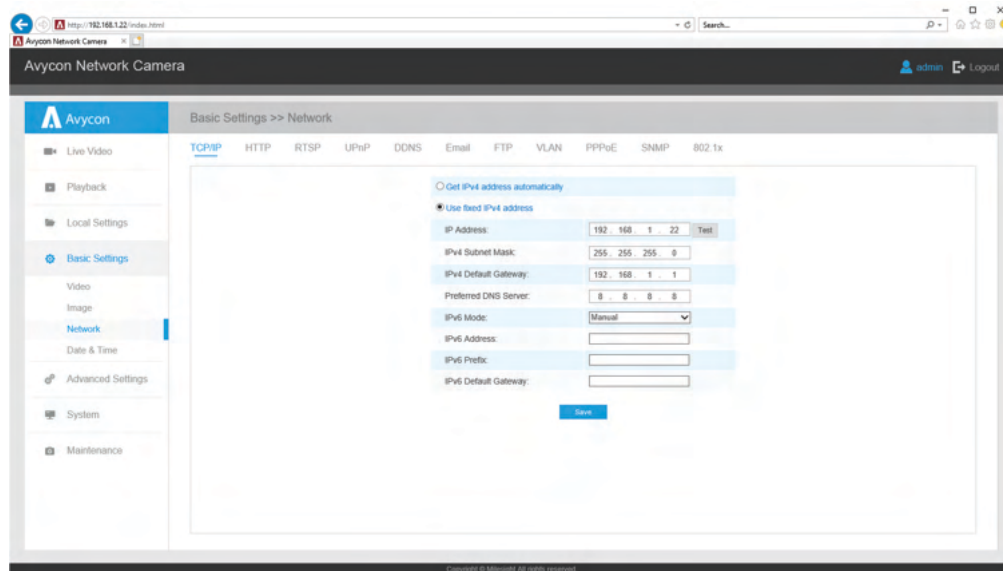 http://192.168.1.22/index.html
Search...
Avycon Network Camera
Avycon Network Camera
admin
Logout
Avycon
Basic Settings >> Network
Live Video
Playback
Local Settings
Basic Settings
Video
Image
Network
Date & Time
Advanced Settings
System
Maintenance
TCP/IP HTTP RTSP UPnP DDNS Email FTP VLAN PPPoE SNMP 802.1x
Get IPv4 address automatically
Use fixed IPv4 address
IP Address: 192 . 168 . 1 . 22 Test
IPv4 Subnet Mask: 255 . 255 . 255 . 0
IPv4 Default Gateway: 192 . 168 . 1 . 1
Preferred DNS Server: 8 . 8 . 8 . 8
IPv6 Mode: Manual
IPv6 Address:
IPv6 Prefix:
IPv6 Default Gateway:
Save
Copyright © Milesight All rights reserved